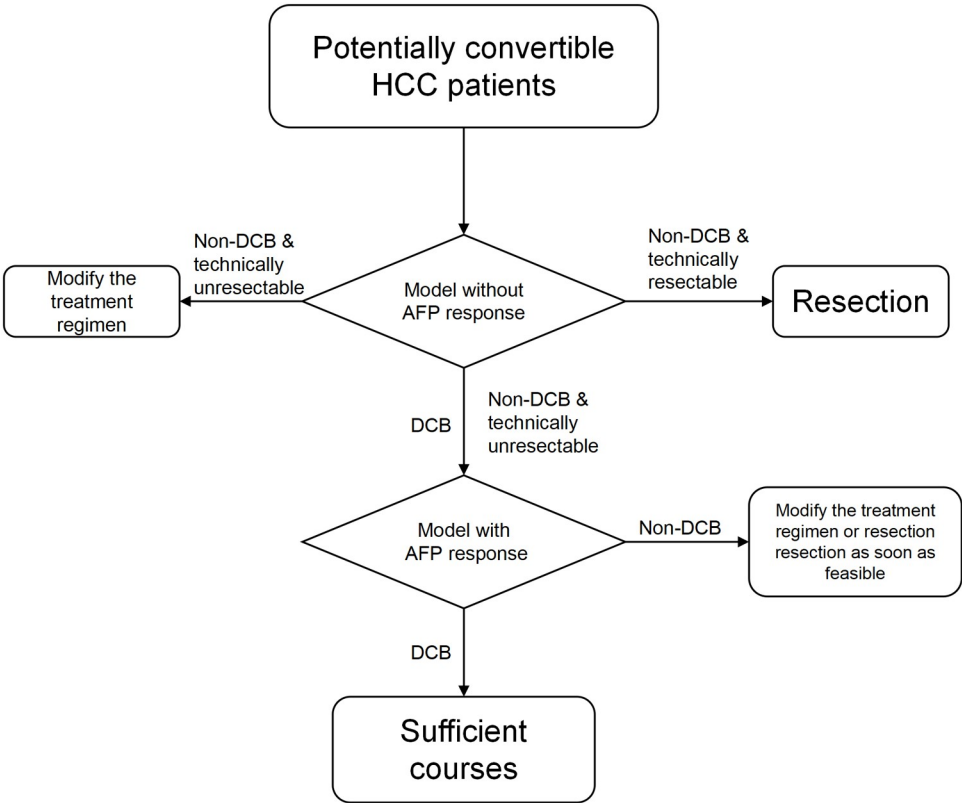 Potentially convertible
HCC patients
Non-DCB &
technically
unresectable
Non-DCB &
technically
resectable
Modify the
treatment
regimen
Model without
AFP response
Resection
DCB
Non-DCB &
technically
unresectable
Model with
AFP response
Non-DCB
Modify the treatment
regimen or resection
resection as soon as
feasible
DCB
Sufficient
courses